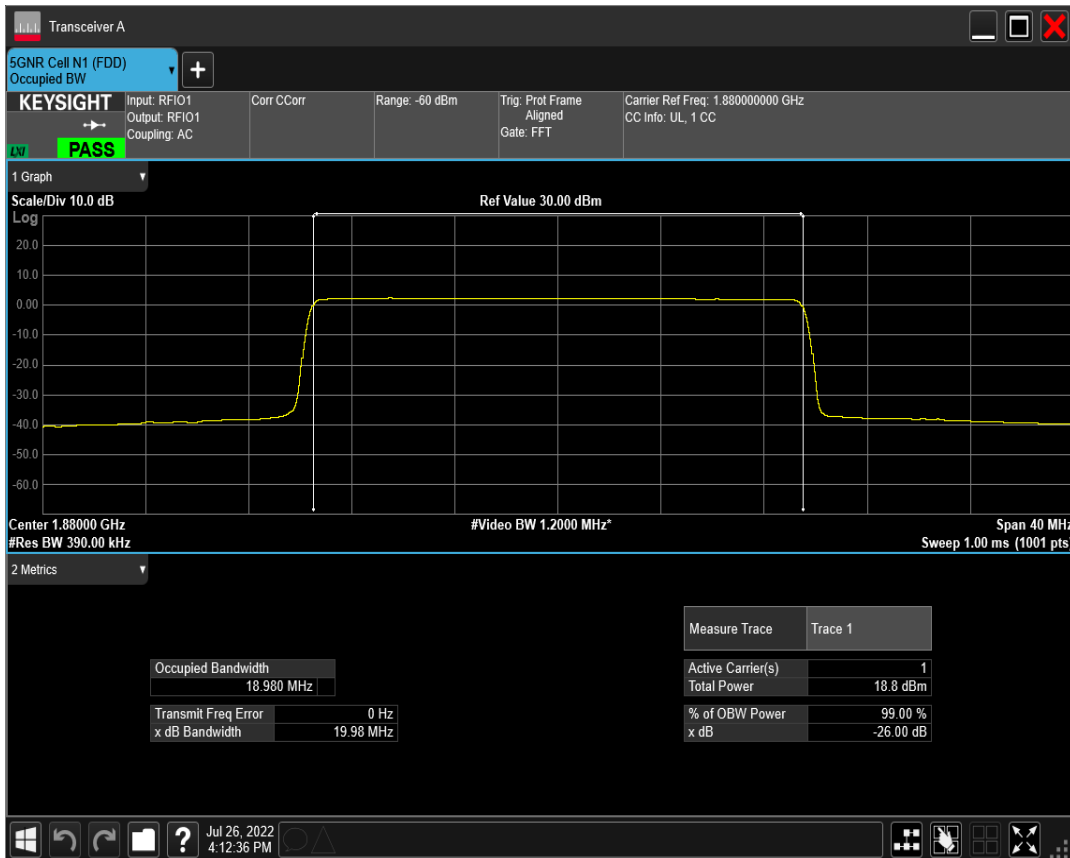 Transceiver A
5GNR Cell N1 (FDD)
Occupied BW
+
KEYSIGHT
LXI
PASS
Input: RFIO1
Output: RFIO1
Coupling: AC
Corr CCorr
Range: -60 dBm
Trig: Prot Frame
Aligned
Gate: FFT
Carrier Ref Freq: 1.880000000 GHz
CC Info: UL, 1 CC
1 Graph
Scale/Div 10.0 dB
Ref Value 30.00 dBm
Log
20.0
10.0
0.00
-10.0
-20.0
-30.0
-40.0
-50.0
-60.0
Center 1.88000 GHz
#Video BW 1.2000 MHz*
Span 40 MHz
#Res BW 390.00 kHz
Sweep 1.00 ms (1001 pts)
2 Metrics
Measure Trace Trace 1
Occupied Bandwidth
18.980 MHz
Active Carrier(s) 1
Total Power 18.8 dBm
Transmit Freq Error 0 Hz
x dB Bandwidth 19.98 MHz
% of OBW Power 99.00 %
x dB -26.00 dB
?
Jul 26, 2022
4:12:36 PM